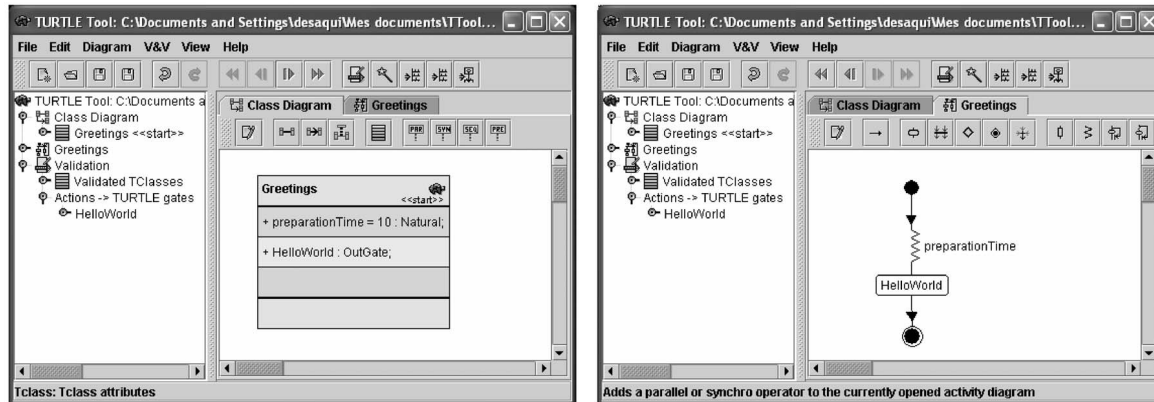 TURTLE Tool: C:\Documents and Settings\desaqui\Mes documents\TTool...
File Edit Diagram V&V View Help
TURTLE Tool: C:\Documents a
Class Diagram
Greetings <<start>>
Greetings
Validation
Validated TClasses
Actions -> TURTLE gates
HelloWorld
Class Diagram Greetings
PAR SYN SEQ PRE
Greetings
<<start>>
+ preparationTime = 10 : Natural;
+ HelloWorld : OutGate;
Tclass: Tclass attributes
TURTLE Tool: C:\Documents and Settings\desaqui\Mes documents\TTool...
File Edit Diagram V&V View Help
TURTLE Tool: C:\Documents a
Class Diagram
Greetings <<start>>
Greetings
Validation
Validated TClasses
Actions -> TURTLE gates
HelloWorld
Class Diagram Greetings
preparationTime
HelloWorld
Adds a parallel or synchro operator to the currently opened activity diagram